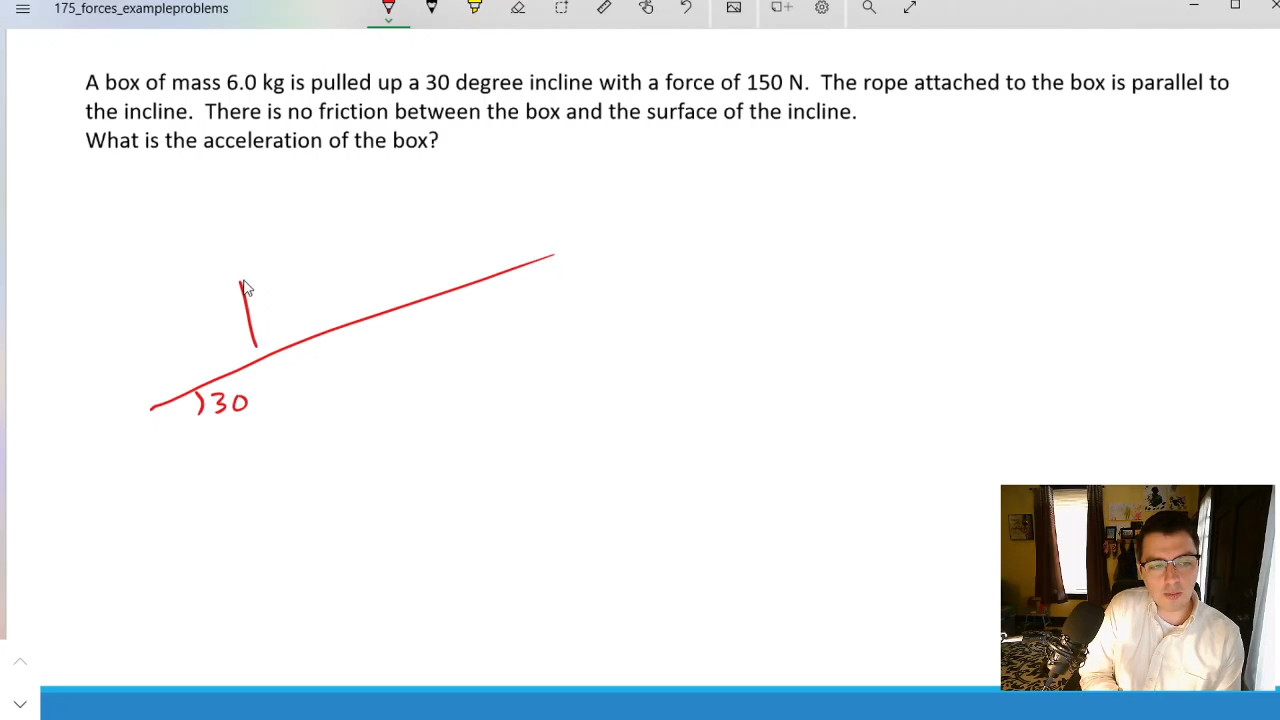 175_forces_exampleproblems
A box of mass 6.0 kg is pulled up a 30 degree incline with a force of 150 N.  The rope attached to the box is parallel to
the incline.  There is no friction between the box and the surface of the incline.
What is the acceleration of the box?
30